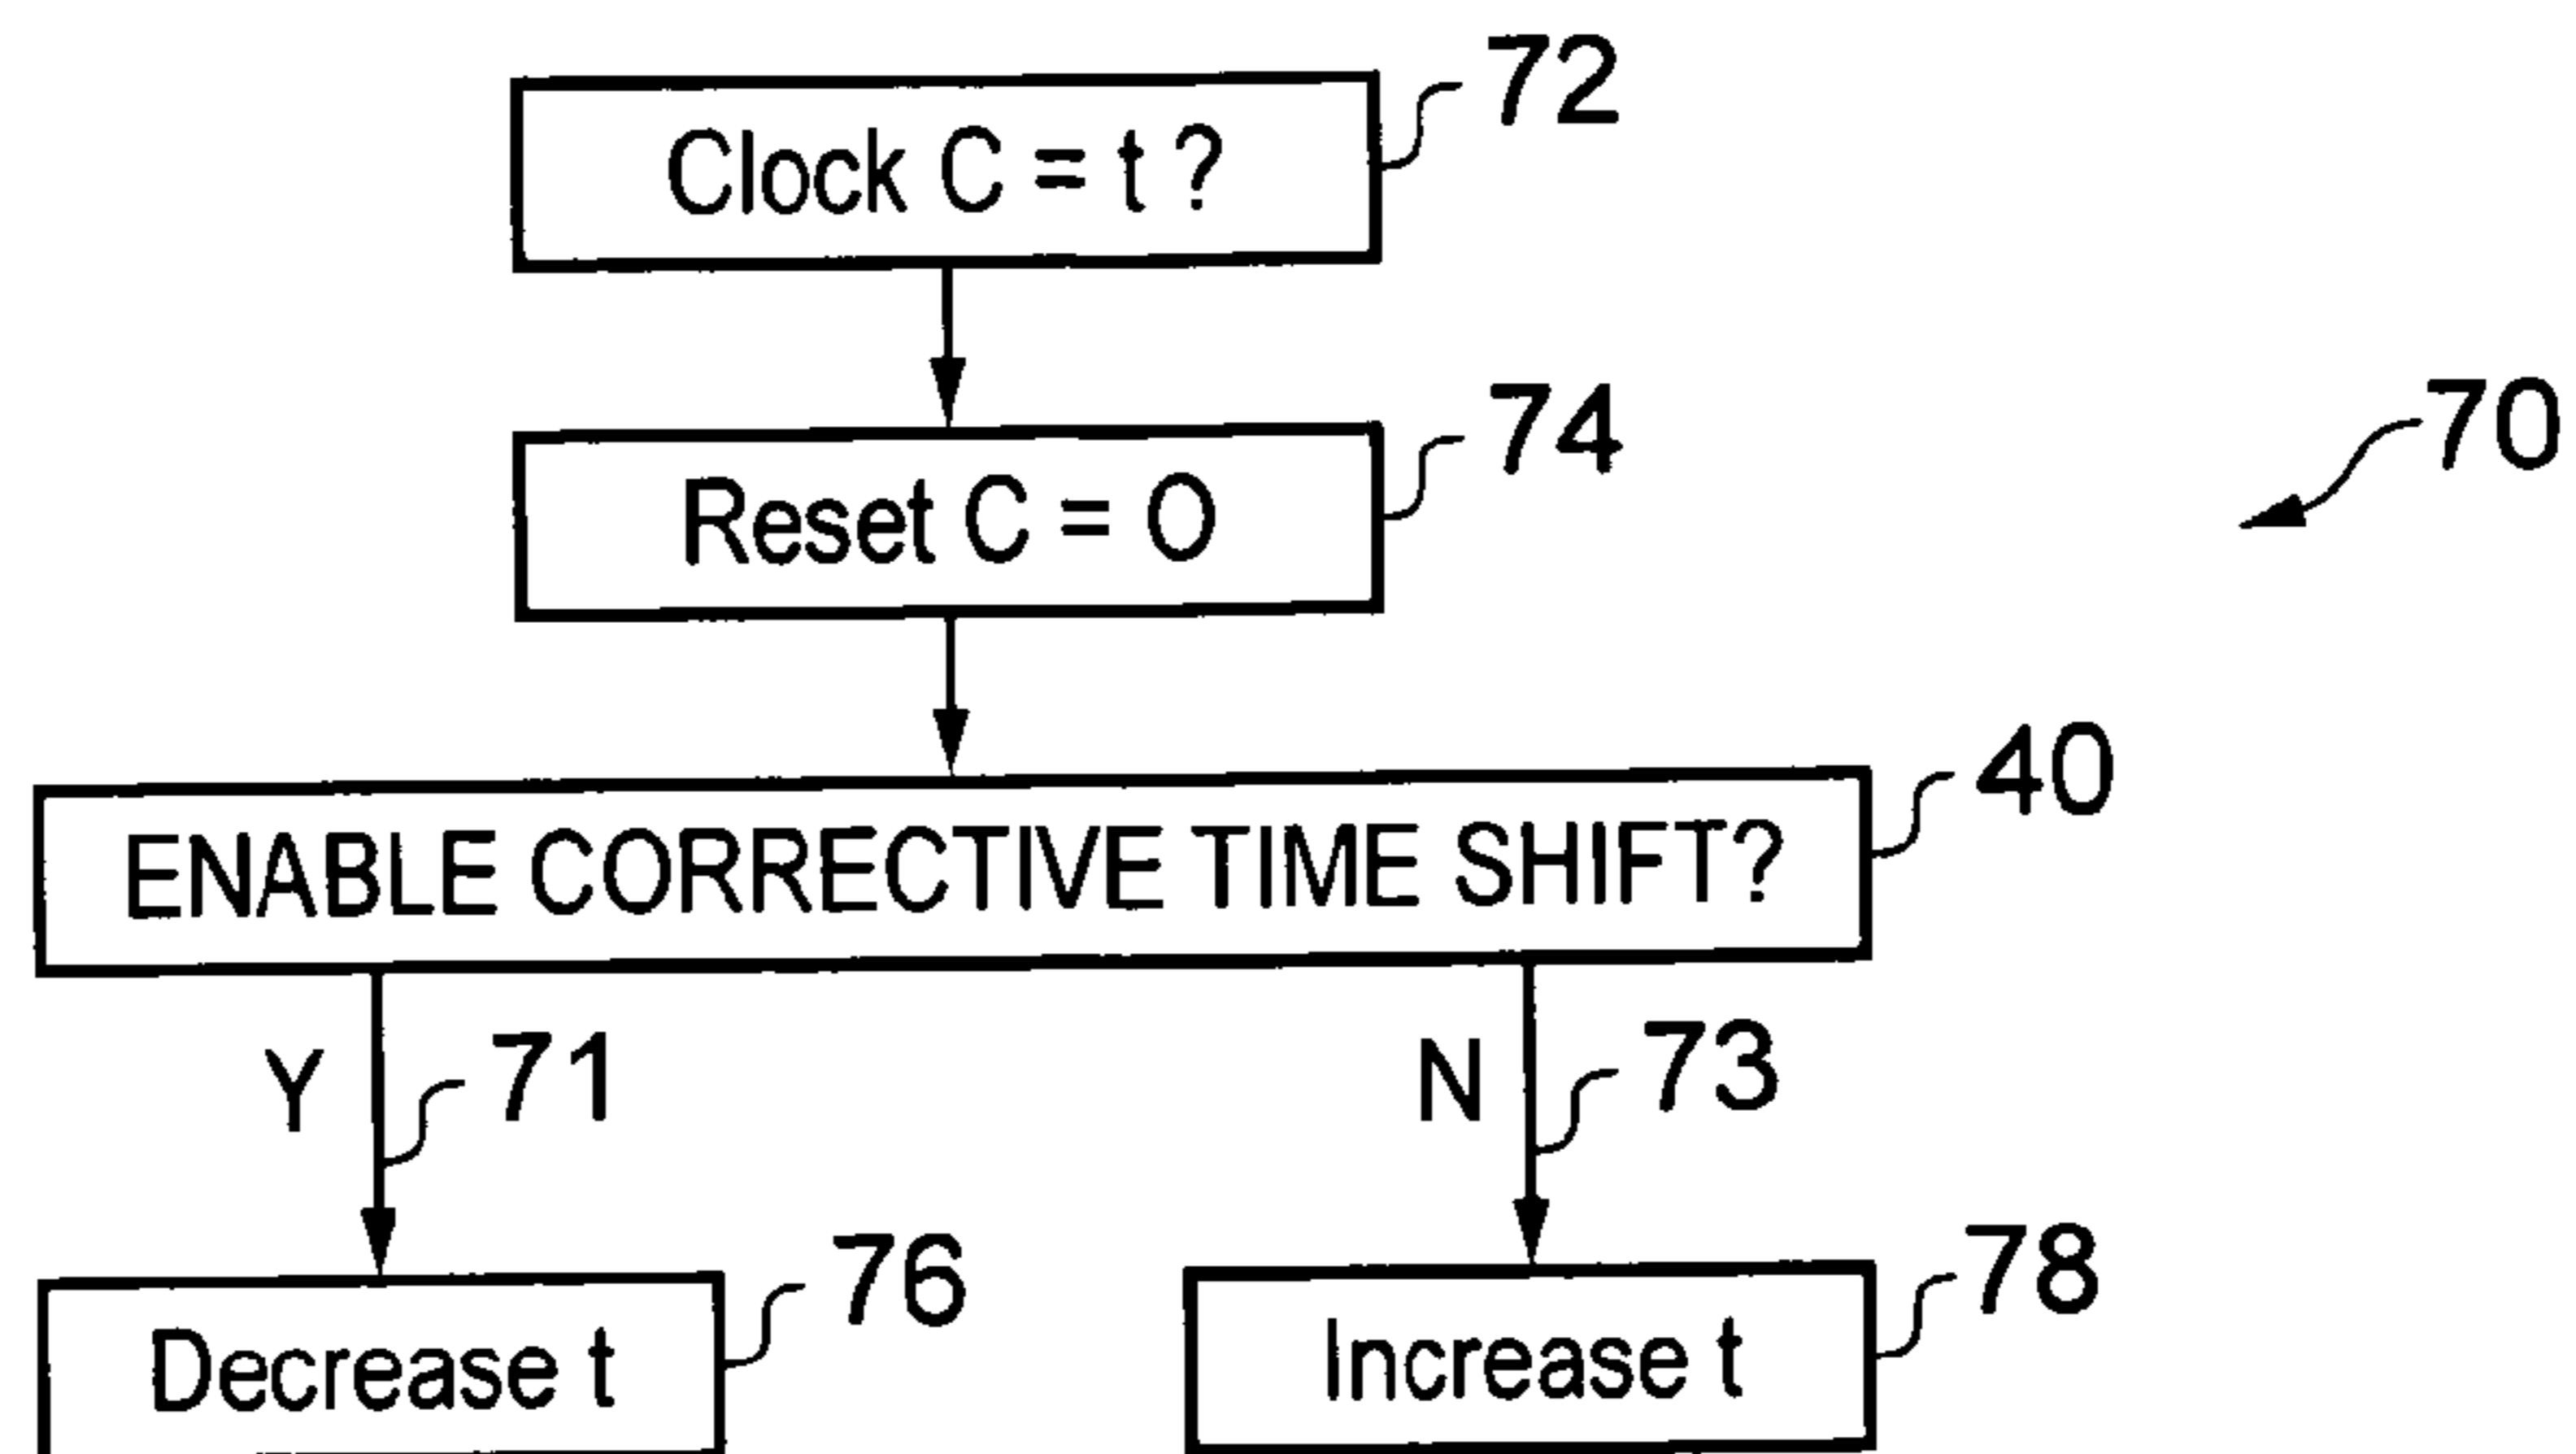 Clock C = t ?
72
Reset C = O
74
70
ENABLE CORRECTIVE TIME SHIFT?
40
Y
71
N
73
Decrease t
76
Increase t
78